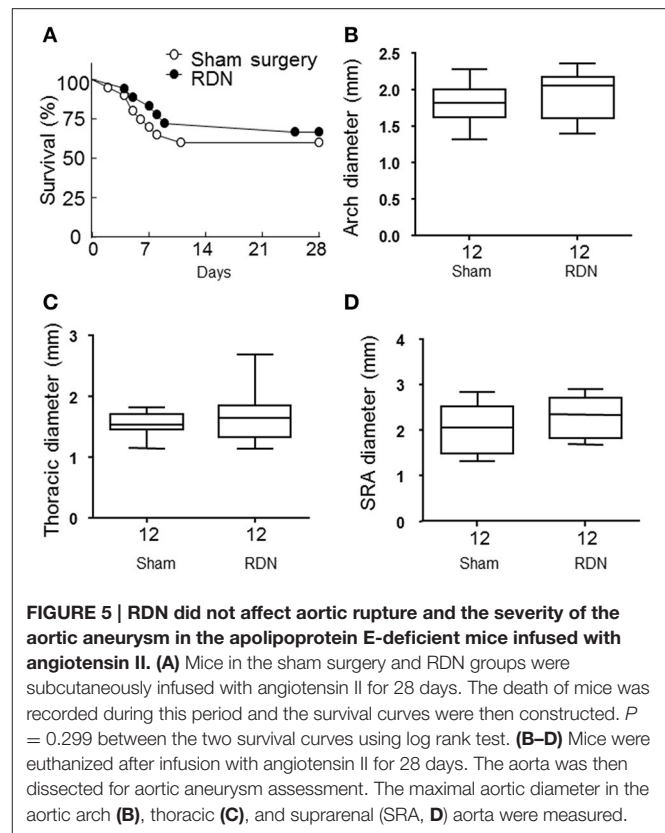 A
Sham surgery
RDN
100
75
50
25
0
Survival (%)
0 7 14 21 28
Days
B
2.5
2.0
1.5
1.0
Arch diameter (mm)
12 12
Sham RDN
C
3
2
1
0
Thoracic diameter (mm)
12 12
Sham RDN
D
4
3
2
1
0
SRA diameter (mm)
12 12
Sham RDN
FIGURE 5 | RDN did not affect aortic rupture and the severity of the
aortic aneurysm in the apolipoprotein E-deficient mice infused with
angiotensin II. (A) Mice in the sham surgery and RDN groups were
subcutaneously infused with angiotensin II for 28 days. The death of mice was
recorded during this period and the survival curves were then constructed. P
= 0.299 between the two survival curves using log rank test. (B–D) Mice were
euthanized after infusion with angiotensin II for 28 days. The aorta was then
dissected for aortic aneurysm assessment. The maximal aortic diameter in the
aortic arch (B), thoracic (C), and suprarenal (SRA, D) aorta were measured.